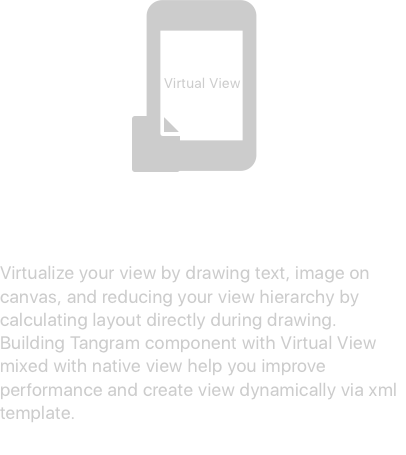 Virtual View
Virtualize your view by drawing text, image on
canvas, and reducing your view hierarchy by
calculating layout directly during drawing.
Building Tangram component with Virtual View
mixed with native view help you improve
performance and create view dynamically via xml
template.